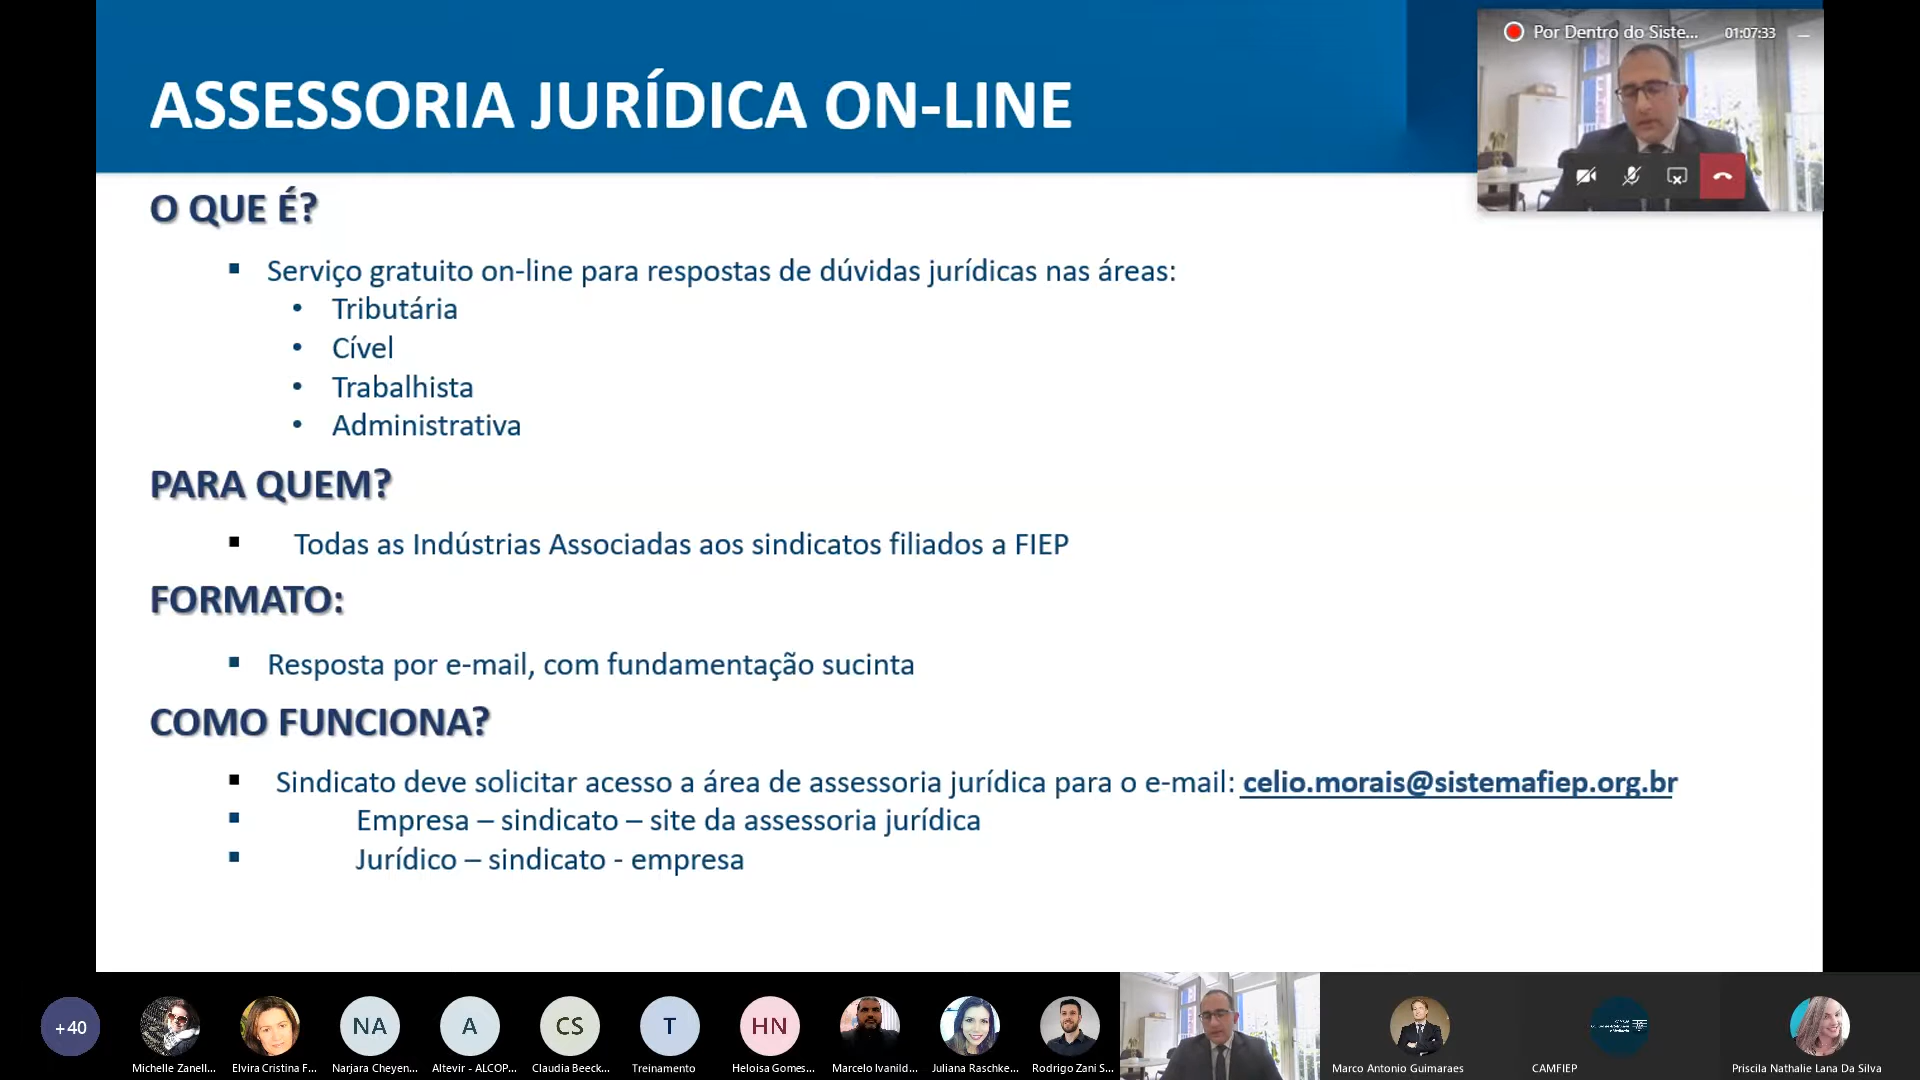 ASSESSORIA JURÍDICA ON-LINE
Por Dentro do Siste...
01:07:33
O QUE É?
▪ Serviço gratuito on-line para respostas de dúvidas jurídicas nas áreas:
• Tributária
• Cível
• Trabalhista
• Administrativa
PARA QUEM?
▪ Todas as Indústrias Associadas aos sindicatos filiados a FIEP
FORMATO:
▪ Resposta por e-mail, com fundamentação sucinta
COMO FUNCIONA?
▪ Sindicato deve solicitar acesso a área de assessoria jurídica para o e-mail: celio.morais@sistemafiep.org.br
▪ Empresa – sindicato – site da assessoria jurídica
▪ Jurídico – sindicato - empresa
+40
NA
A
CS
T
HN
Michelle Zanell...
Elvira Cristina F...
Narjara Cheyen...
Altevir - ALCOP...
Claudia Beeck...
Treinamento
Heloisa Gomes...
Marcelo Ivanild...
Juliana Raschke...
Rodrigo Zani S...
Marco Antonio Guimaraes
CAMFIEP
Priscila Nathalie Lana Da Silva